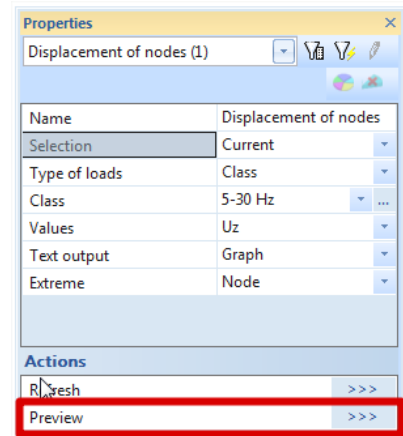 Properties
Displacement of nodes (1)
Name Displacement of nodes
Selection Current
Type of loads Class
Class 5-30 Hz ...
Values Uz
Text output Graph
Extreme Node
Actions
Refresh >>>
Preview >>>